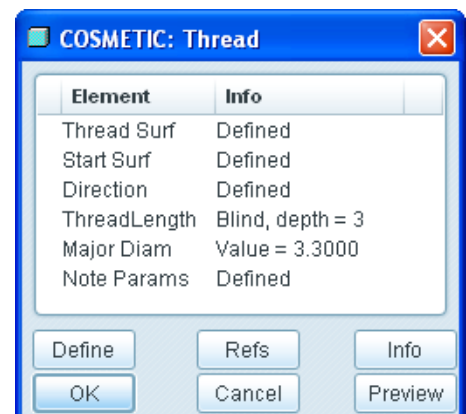 COSMETIC: Thread
Element Info
Thread Surf Defined
Start Surf Defined
Direction Defined
ThreadLength Blind, depth = 3
Major Diam Value = 3.3000
Note Params Defined
Define Refs Info
OK Cancel Preview